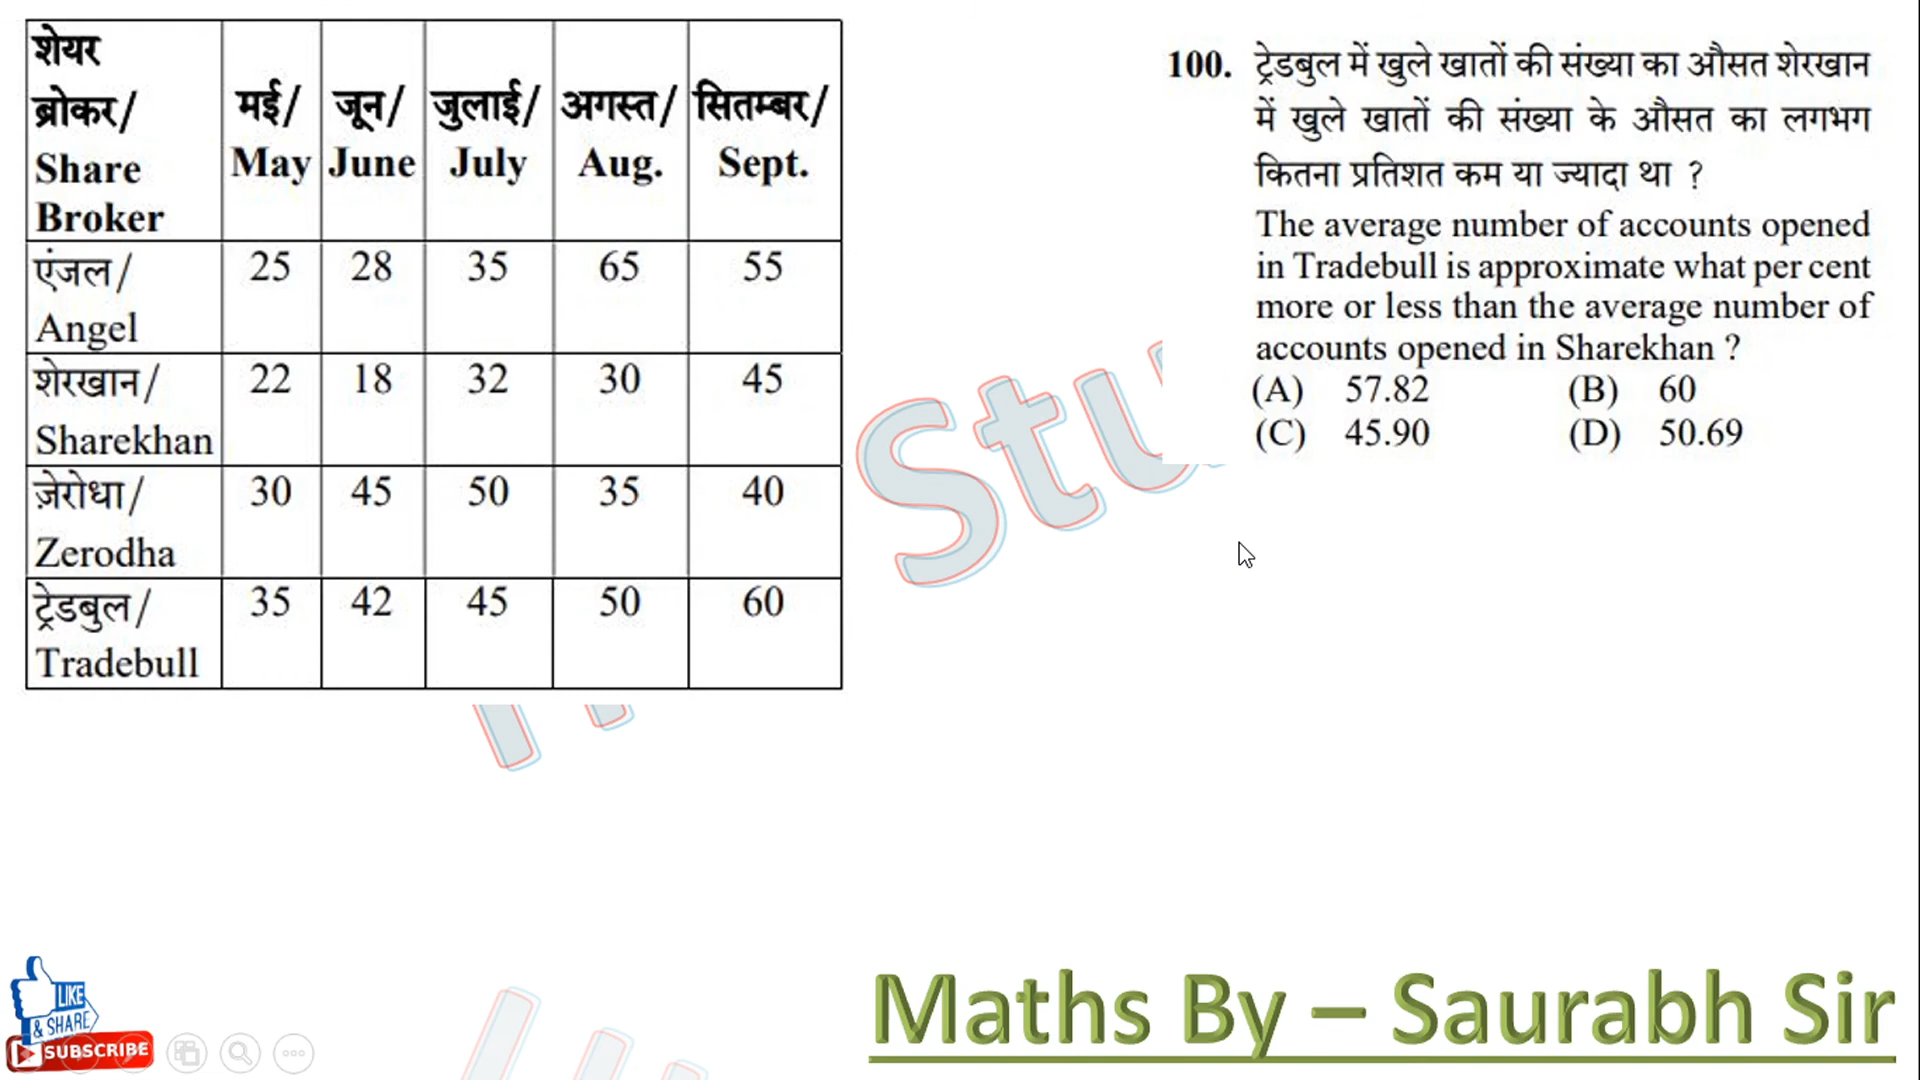 शेयर
ब्रोकर/
Share
Broker
मई/ जून/ जुलाई/ अगस्त/ सितम्बर/
May June July Aug. Sept.
एंजल/ 25 28 35 65 55
Angel
शेरखान/ 22 18 32 30 45
Sharekhan
ज़ेरोधा/ 30 45 50 35 40
Zerodha
ट्रेडबुल/ 35 42 45 50 60
Tradebull
100. ट्रेडबुल में खुले खातों की संख्या का औसत शेरखान
में खुले खातों की संख्या के औसत का लगभग
कितना प्रतिशत कम या ज्यादा था ?
The average number of accounts opened
in Tradebull is approximate what per cent
more or less than the average number of
accounts opened in Sharekhan ?
(A) 57.82 (B) 60
(C) 45.90 (D) 50.69
Stu
LIKE
& SHARE
SUBSCRIBE
Maths By – Saurabh Sir